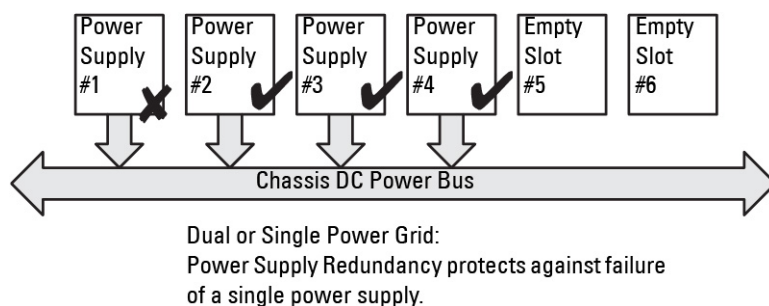 Power Supply #1
Power Supply #2
Power Supply #3
Power Supply #4
Empty Slot #5
Empty Slot #6
Chassis DC Power Bus
Dual or Single Power Grid:
Power Supply Redundancy protects against failure
of a single power supply.